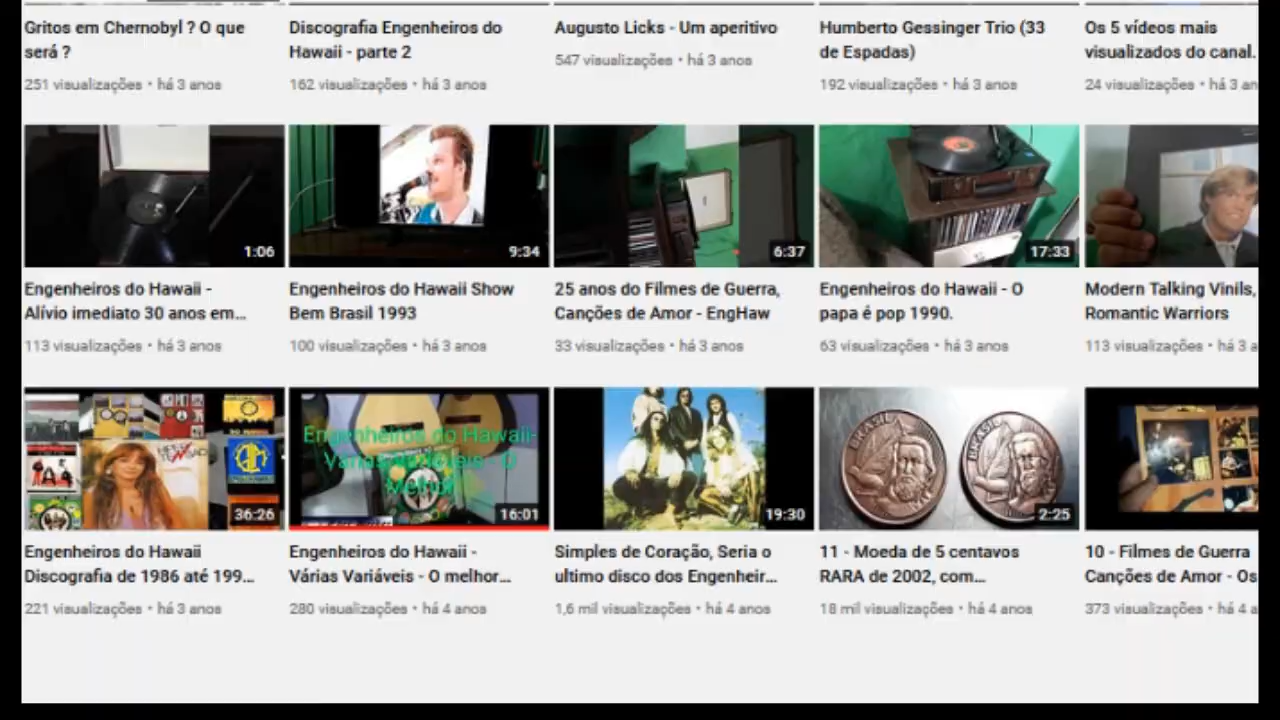 Gritos em Chernobyl ? O que
será ?
251 visualizações • há 3 anos
Discografia Engenheiros do
Hawaii - parte 2
162 visualizações • há 3 anos
Augusto Licks - Um aperitivo
547 visualizações • há 3 anos
Humberto Gessinger Trio (33
de Espadas)
192 visualizações • há 3 anos
Os 5 vídeos mais
visualizados do canal.
24 visualizações • há 3 an
1:06
Engenheiros do Hawaii -
Alívio imediato 30 anos em...
113 visualizações • há 3 anos
9:34
Engenheiros do Hawaii Show
Bem Brasil 1993
100 visualizações • há 3 anos
6:37
25 anos do Filmes de Guerra,
Canções de Amor - EngHaw
33 visualizações • há 3 anos
17:33
Engenheiros do Hawaii - O
papa é pop 1990.
63 visualizações • há 3 anos
Modern Talking Vinils,
Romantic Warriors
113 visualizações • há 3 a
36:26
Engenheiros do Hawaii
Discografia de 1986 até 199...
221 visualizações • há 3 anos
Engenheiros do Hawaii-
Várias Variáveis - O
Melhor
16:01
Engenheiros do Hawaii -
Várias Variáveis - O melhor...
280 visualizações • há 4 anos
19:30
Simples de Coração, Seria o
ultimo disco dos Engenheir...
1,6 mil visualizações • há 4 anos
BRASIL
BRASIL
2:25
11 - Moeda de 5 centavos
RARA de 2002, com...
18 mil visualizações • há 4 anos
10 - Filmes de Guerra
Canções de Amor - Os
373 visualizações • há 4 a